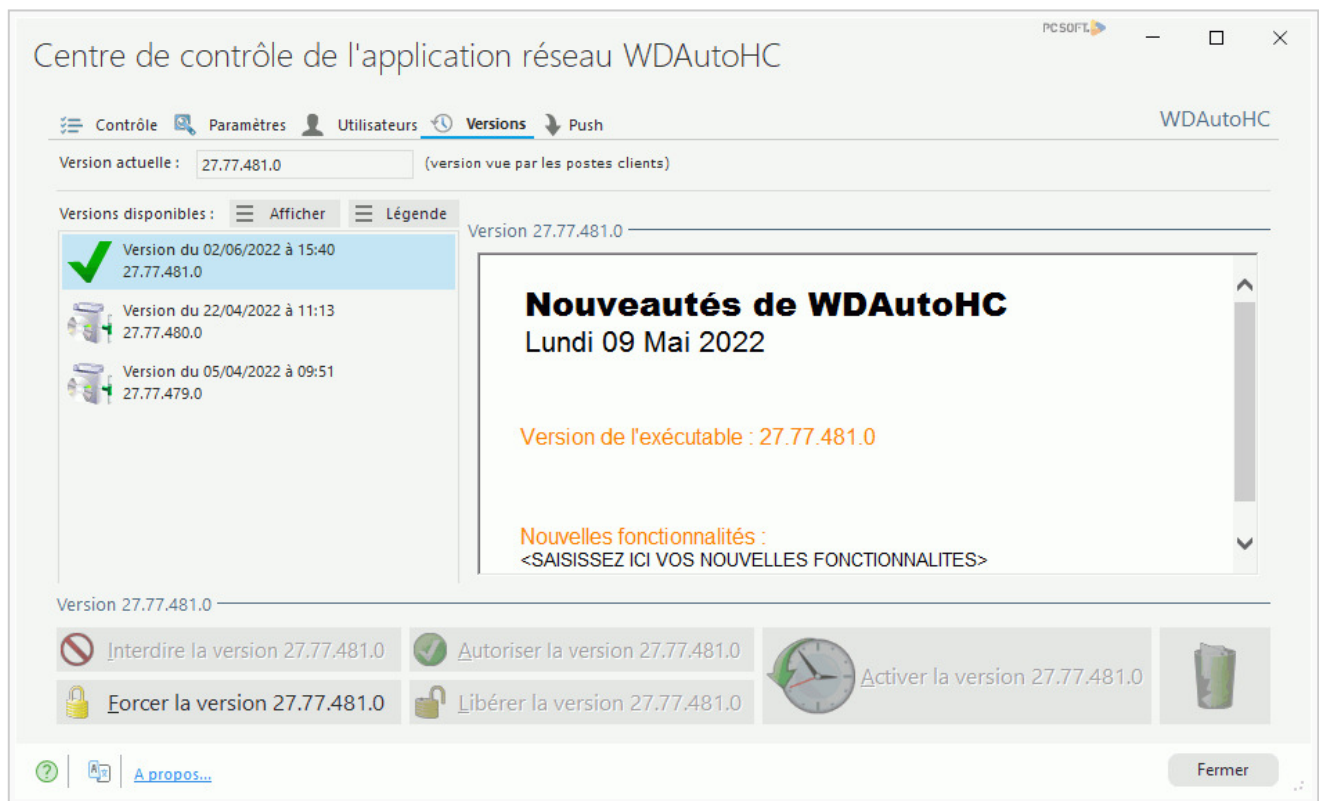 PC SOFT
Centre de contrôle de l'application réseau WDAutoHC
Contrôle Paramètres Utilisateurs Versions Push WDAutoHC
Version actuelle : 27.77.481.0 (version vue par les postes clients)
Versions disponibles : Afficher Légende
Version du 02/06/2022 à 15:40
27.77.481.0
Version du 22/04/2022 à 11:13
27.77.480.0
Version du 05/04/2022 à 09:51
27.77.479.0
Version 27.77.481.0
Nouveautés de WDAutoHC
Lundi 09 Mai 2022
Version de l'exécutable : 27.77.481.0
Nouvelles fonctionnalités :
<SAISISSEZ ICI VOS NOUVELLES FONCTIONNALITES>
Version 27.77.481.0
Interdire la version 27.77.481.0 Autoriser la version 27.77.481.0
Activer la version 27.77.481.0
Forcer la version 27.77.481.0 Libérer la version 27.77.481.0
A propos... Fermer